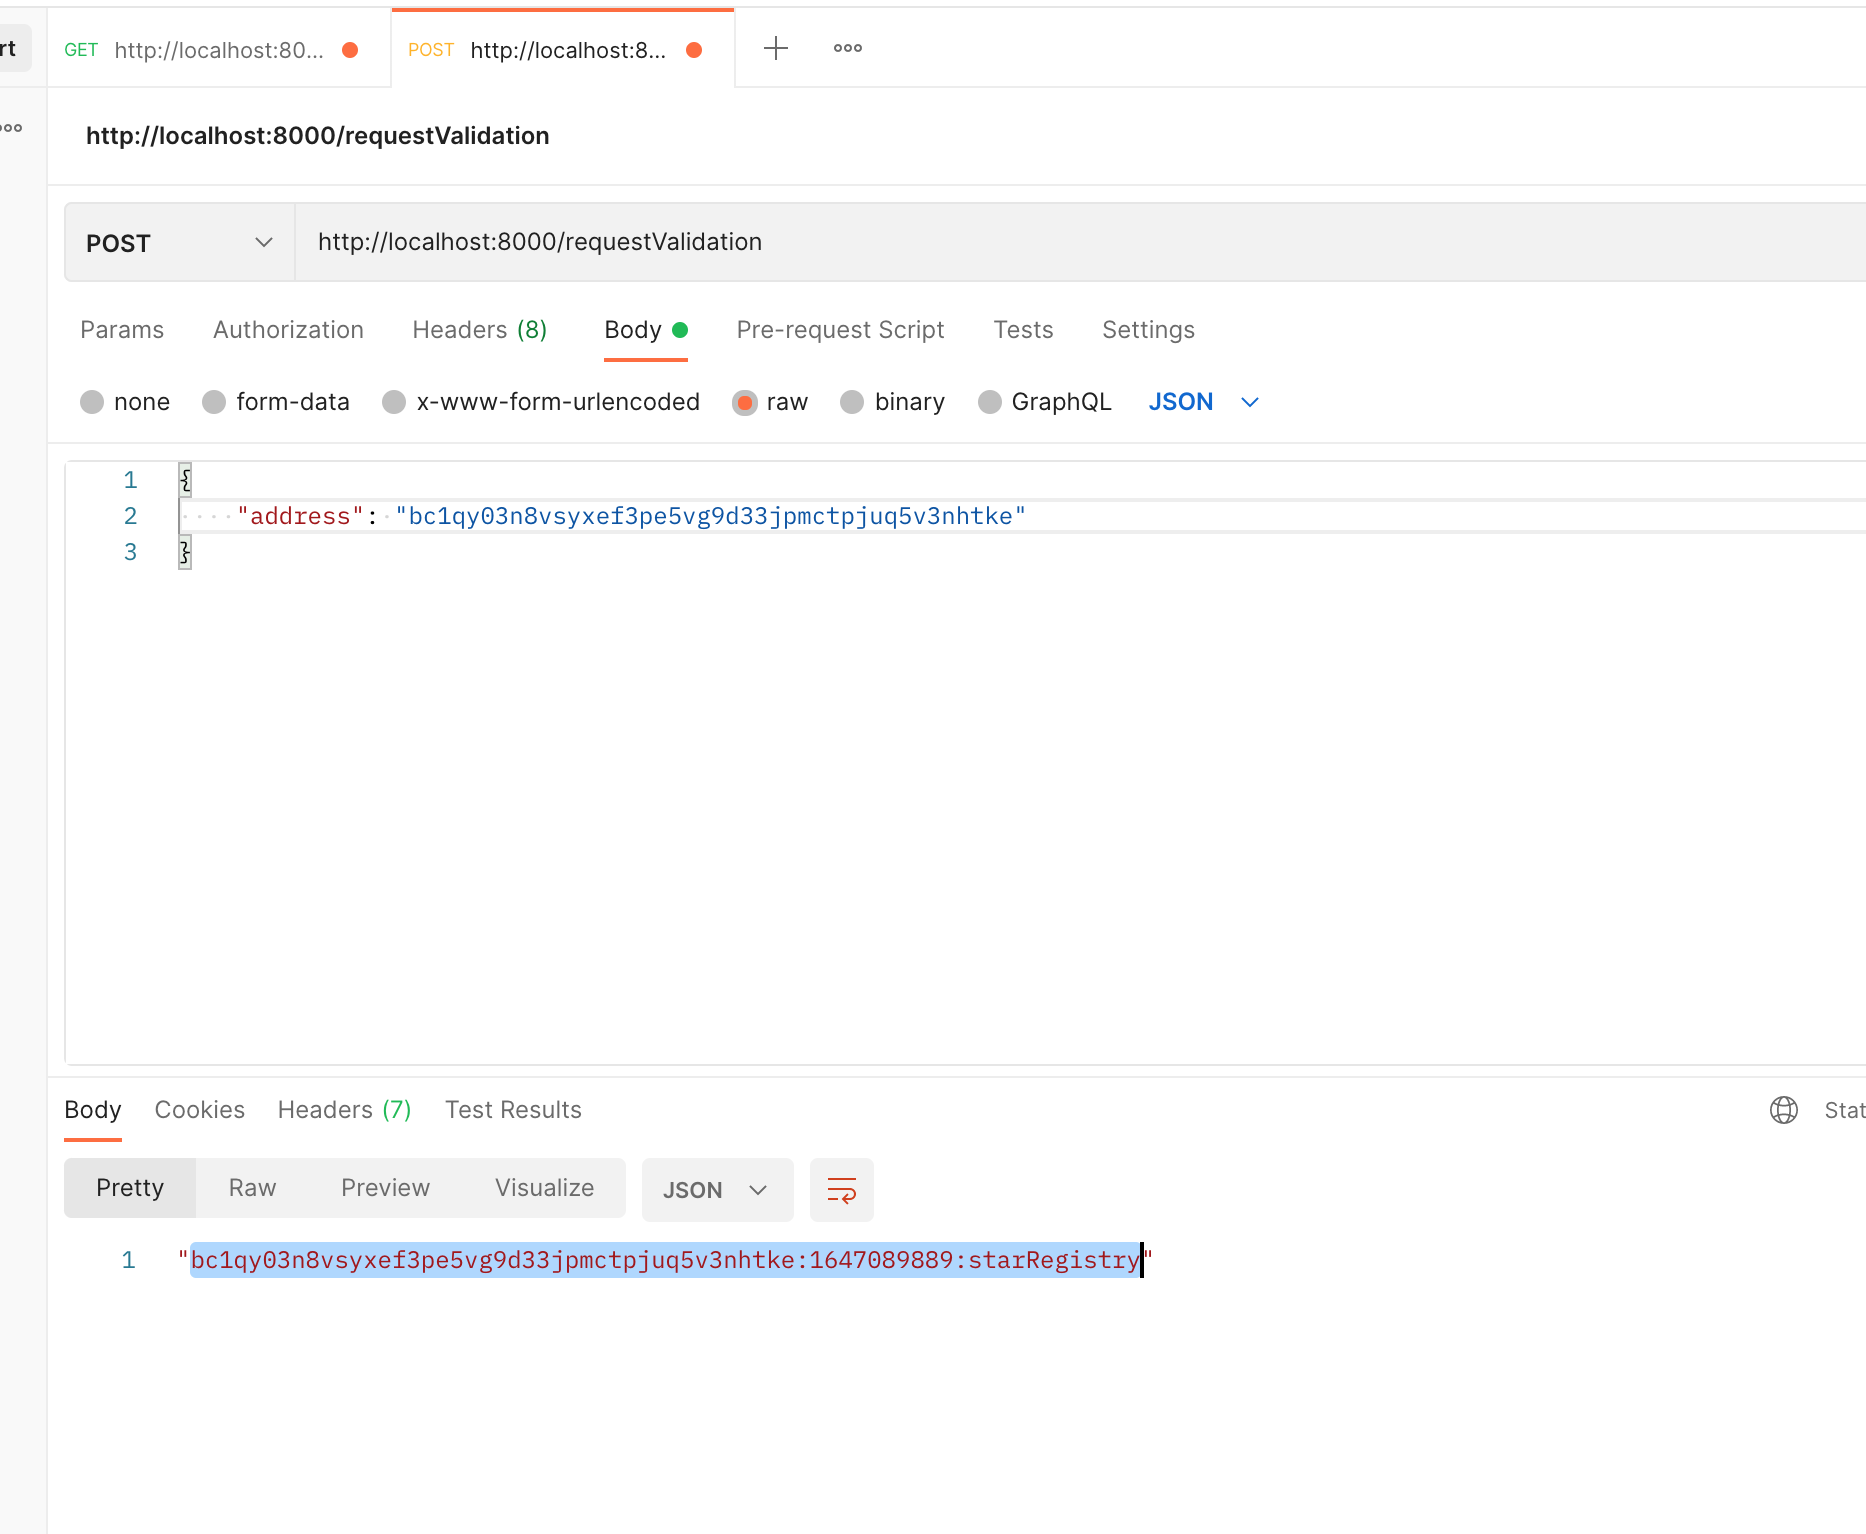 rt GET http://localhost:80... POST http://localhost:8...
http://localhost:8000/requestValidation
POST http://localhost:8000/requestValidation
Params Authorization Headers (8) Body Pre-request Script Tests Settings
none form-data x-www-form-urlencoded raw binary GraphQL JSON
1 {
2 "address": "bc1qy03n8vsyxef3pe5vg9d33jpmctpjuq5v3nhtke"
3 }
Body Cookies Headers (7) Test Results Stat
Pretty Raw Preview Visualize JSON
1 "bc1qy03n8vsyxef3pe5vg9d33jpmctpjuq5v3nhtke:1647089889:starRegistry"